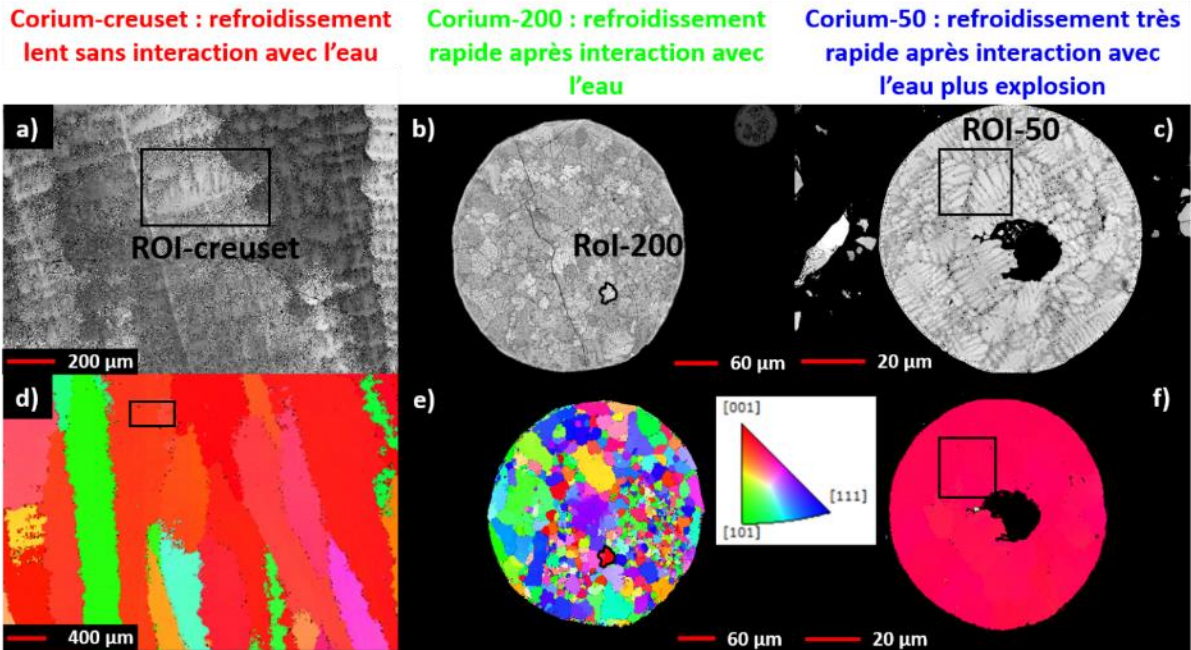 Corium-creuset : refroidissement
lent sans interaction avec l'eau
Corium-200 : refroidissement
rapide après interaction avec
l'eau
Corium-50 : refroidissement très
rapide après interaction avec
l'eau plus explosion
a)
ROI-creuset
200 µm
b)
RoI-200
60 µm
ROI-50
c)
20 µm
d)
400 µm
e)
60 µm
[001]
[111]
[101]
f)
20 µm